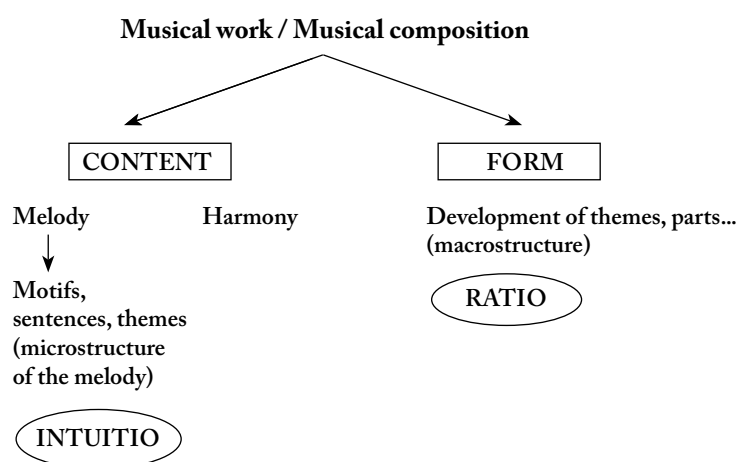 Musical work / Musical composition
CONTENT
FORM
Melody
Harmony
Development of themes, parts...
(macrostructure)
Motifs,
sentences, themes
(microstructure
of the melody)
RATIO
INTUITIO